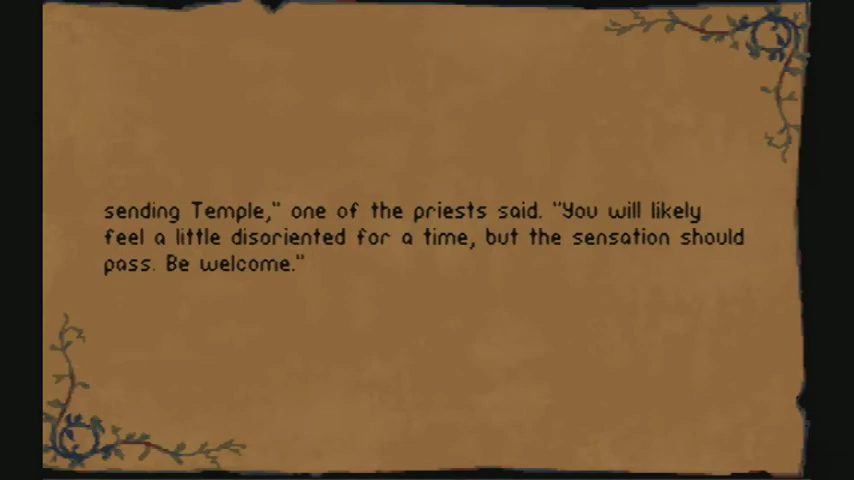 sending Temple," one of the priests said. "You will likely
feel a little disoriented for a time, but the sensation should
pass. Be welcome."